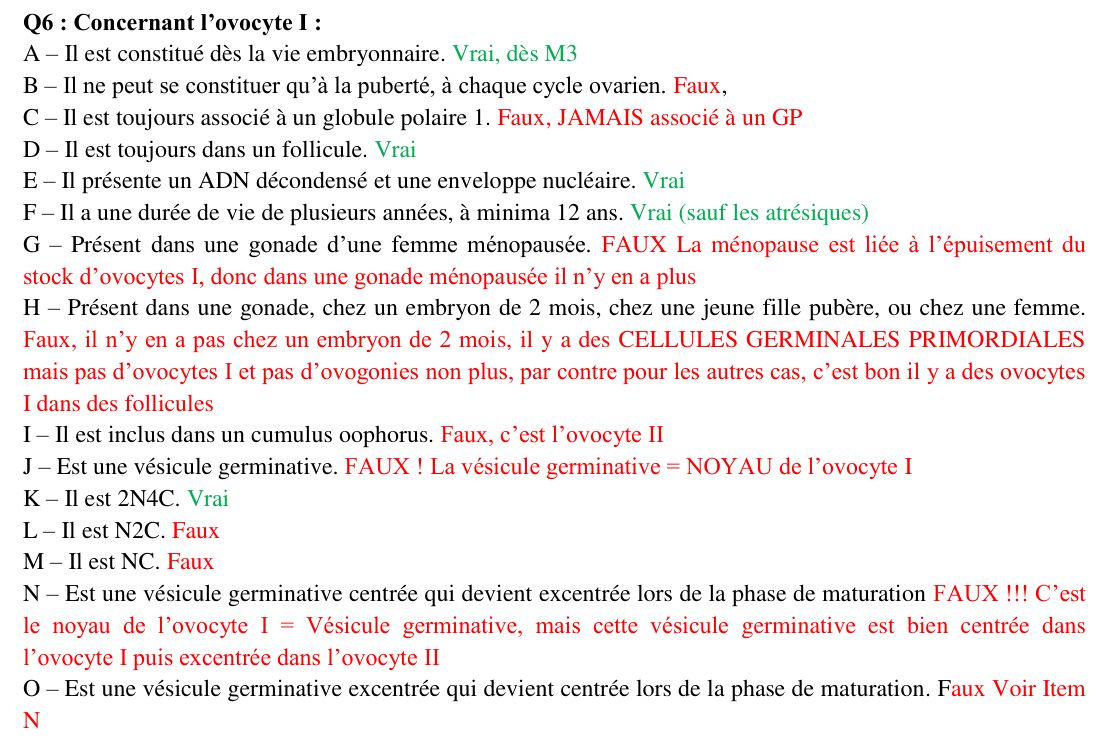 Q6 : Concernant l’ovocyte I :
A – Il est constitué dès la vie embryonnaire. Vrai, dès M3
B – Il ne peut se constituer qu’à la puberté, à chaque cycle ovarien. Faux,
C – Il est toujours associé à un globule polaire 1. Faux, JAMAIS associé à un GP
D – Il est toujours dans un follicule. Vrai
E – Il présente un ADN décondensé et une enveloppe nucléaire. Vrai
F – Il a une durée de vie de plusieurs années, à minima 12 ans. Vrai (sauf les atrésiques)
G – Présent dans une gonade d’une femme ménopausée. FAUX La ménopause est liée à l’épuisement du
stock d’ovocytes I, donc dans une gonade ménopausée il n’y en a plus
H – Présent dans une gonade, chez un embryon de 2 mois, chez une jeune fille pubère, ou chez une femme.
Faux, il n’y en a pas chez un embryon de 2 mois, il y a des CELLULES GERMINALES PRIMORDIALES
mais pas d’ovocytes I et pas d’ovogonies non plus, par contre pour les autres cas, c’est bon il y a des ovocytes
I dans des follicules
I – Il est inclus dans un cumulus oophorus. Faux, c’est l’ovocyte II
J – Est une vésicule germinative. FAUX ! La vésicule germinative = NOYAU de l’ovocyte I
K – Il est 2N4C. Vrai
L – Il est N2C. Faux
M – Il est NC. Faux
N – Est une vésicule germinative centrée qui devient excentrée lors de la phase de maturation FAUX !!! C’est
le noyau de l’ovocyte I = Vésicule germinative, mais cette vésicule germinative est bien centrée dans
l’ovocyte I puis excentrée dans l’ovocyte II
O – Est une vésicule germinative excentrée qui devient centrée lors de la phase de maturation. Faux Voir Item
N